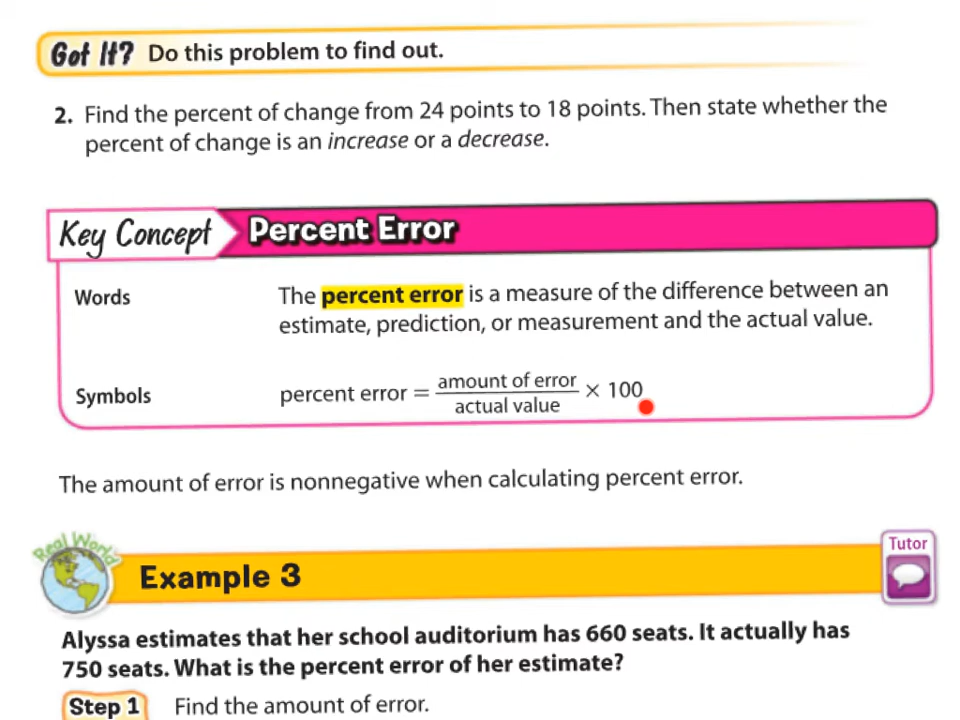 Got It? Do this problem to find out.
2. Find the percent of change from 24 points to 18 points. Then state whether the
percent of change is an increase or a decrease.
Key Concept Percent Error
Words The percent error is a measure of the difference between an
estimate, prediction, or measurement and the actual value.
Symbols percent error = amount of error / actual value × 100
The amount of error is nonnegative when calculating percent error.
Real World
Example 3
Tutor
Alyssa estimates that her school auditorium has 660 seats. It actually has
750 seats. What is the percent error of her estimate?
Step 1 Find the amount of error.